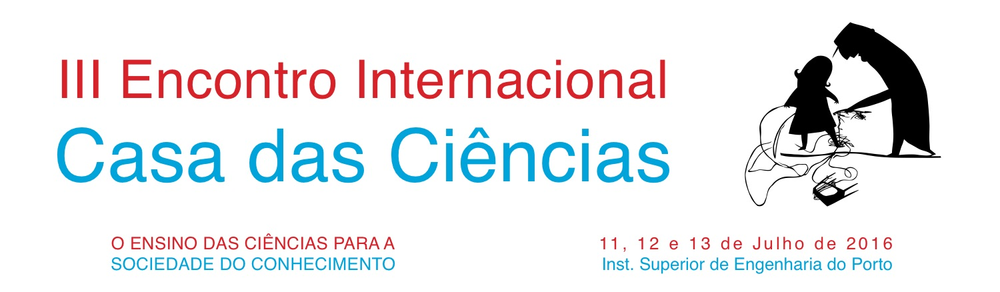 III Encontro Internacional
Casa das Ciências
O ENSINO DAS CIÊNCIAS PARA A
SOCIEDADE DO CONHECIMENTO
11, 12 e 13 de Julho de 2016
Inst. Superior de Engenharia do Porto